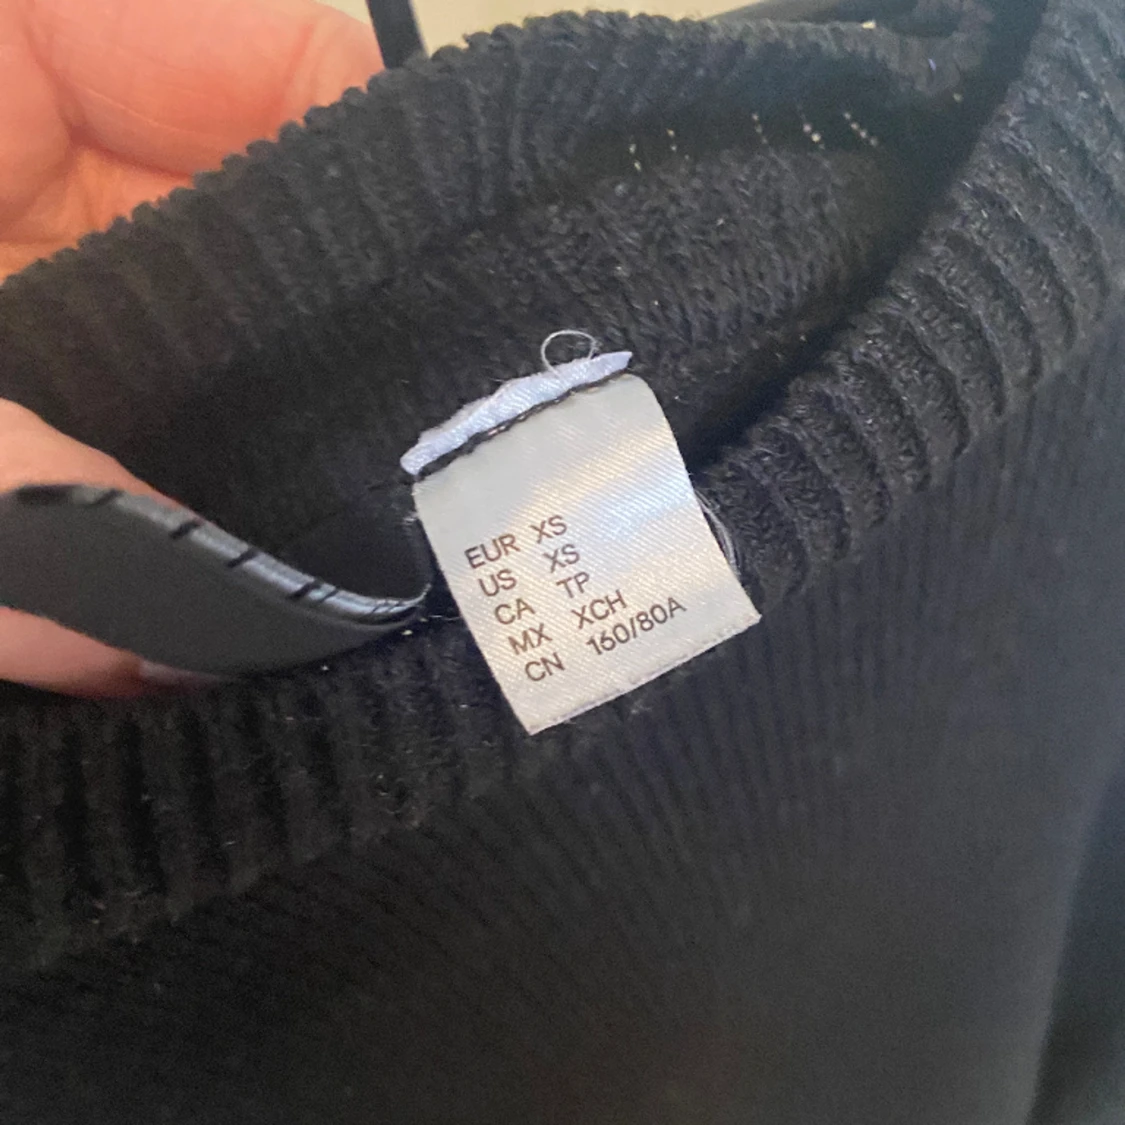 EUR XS
US XS
CA TP
MX XCH
CN 160/80A